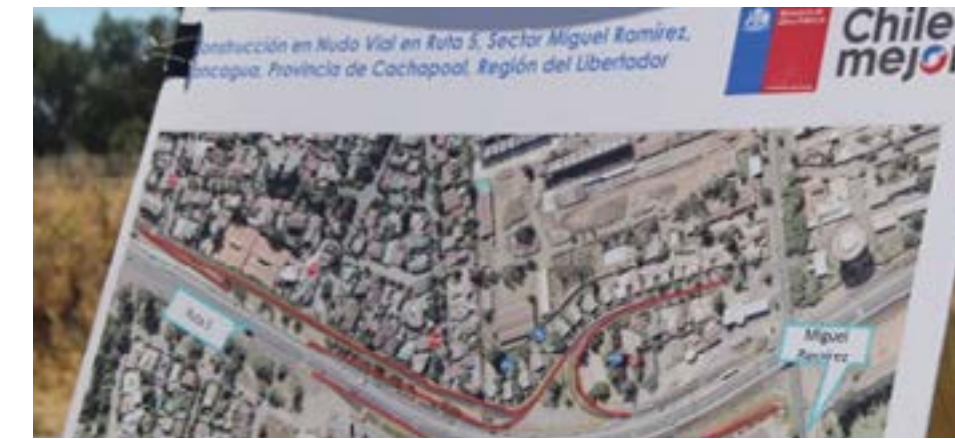 onstrucción en Nudo Vial en Ruta 5, Sector Miguel Ramírez,
ancagua, Provincia de Cachapoal, Región del Libertador
Chile
mejor
Ruta 5
Miguel
Ramírez